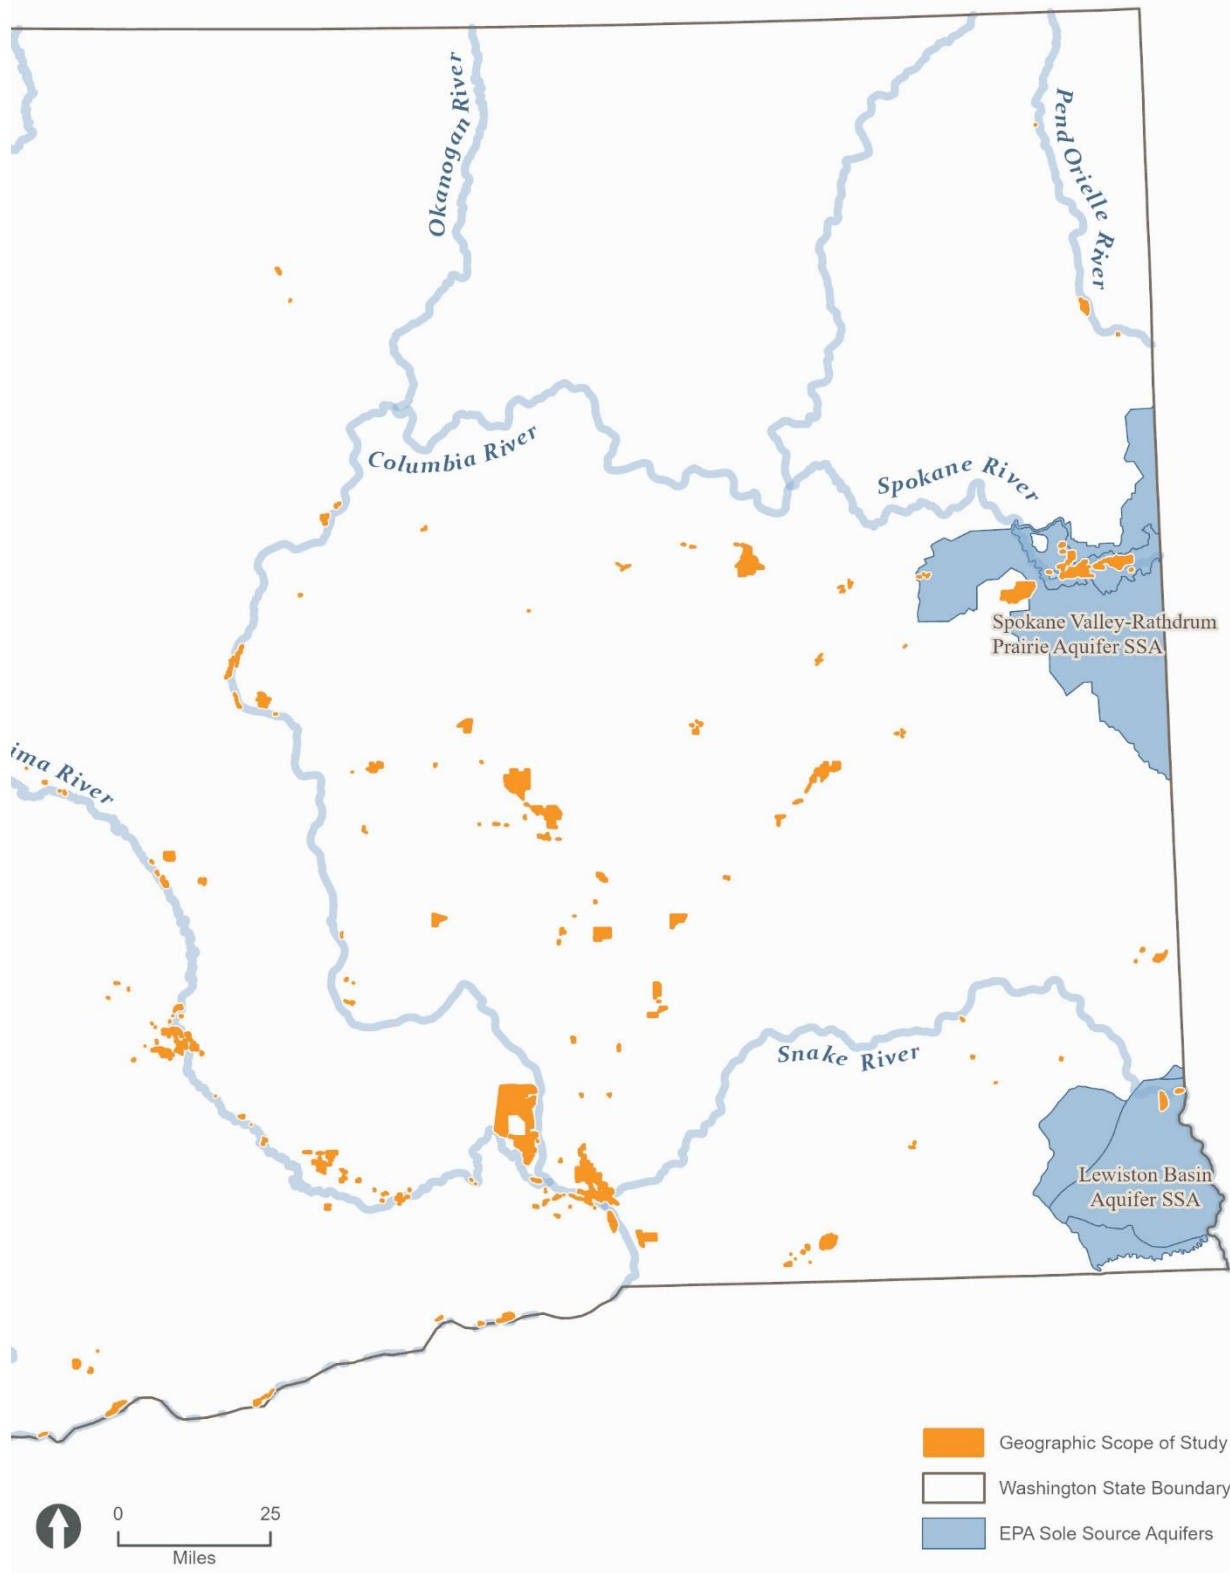 Okanogan River
Pend Orielle River
Columbia River
Spokane River
Spokane Valley-Rathdrum
Prairie Aquifer SSA
ima River
Snake River
Lewiston Basin
Aquifer SSA
Geographic Scope of Study
Washington State Boundary
EPA Sole Source Aquifers
0 25
Miles